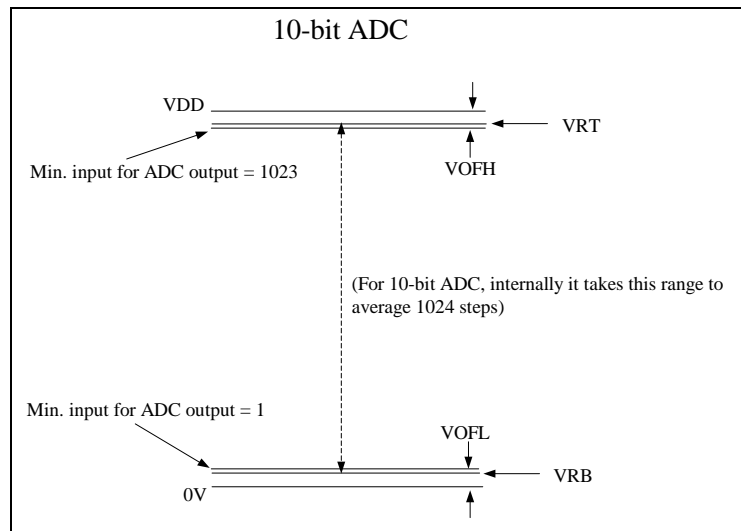 10-bit ADC
VDD
VRT
Min. input for ADC output = 1023
VOFH
(For 10-bit ADC, internally it takes this range to
average 1024 steps)
Min. input for ADC output = 1
VOFL
VRB
0V